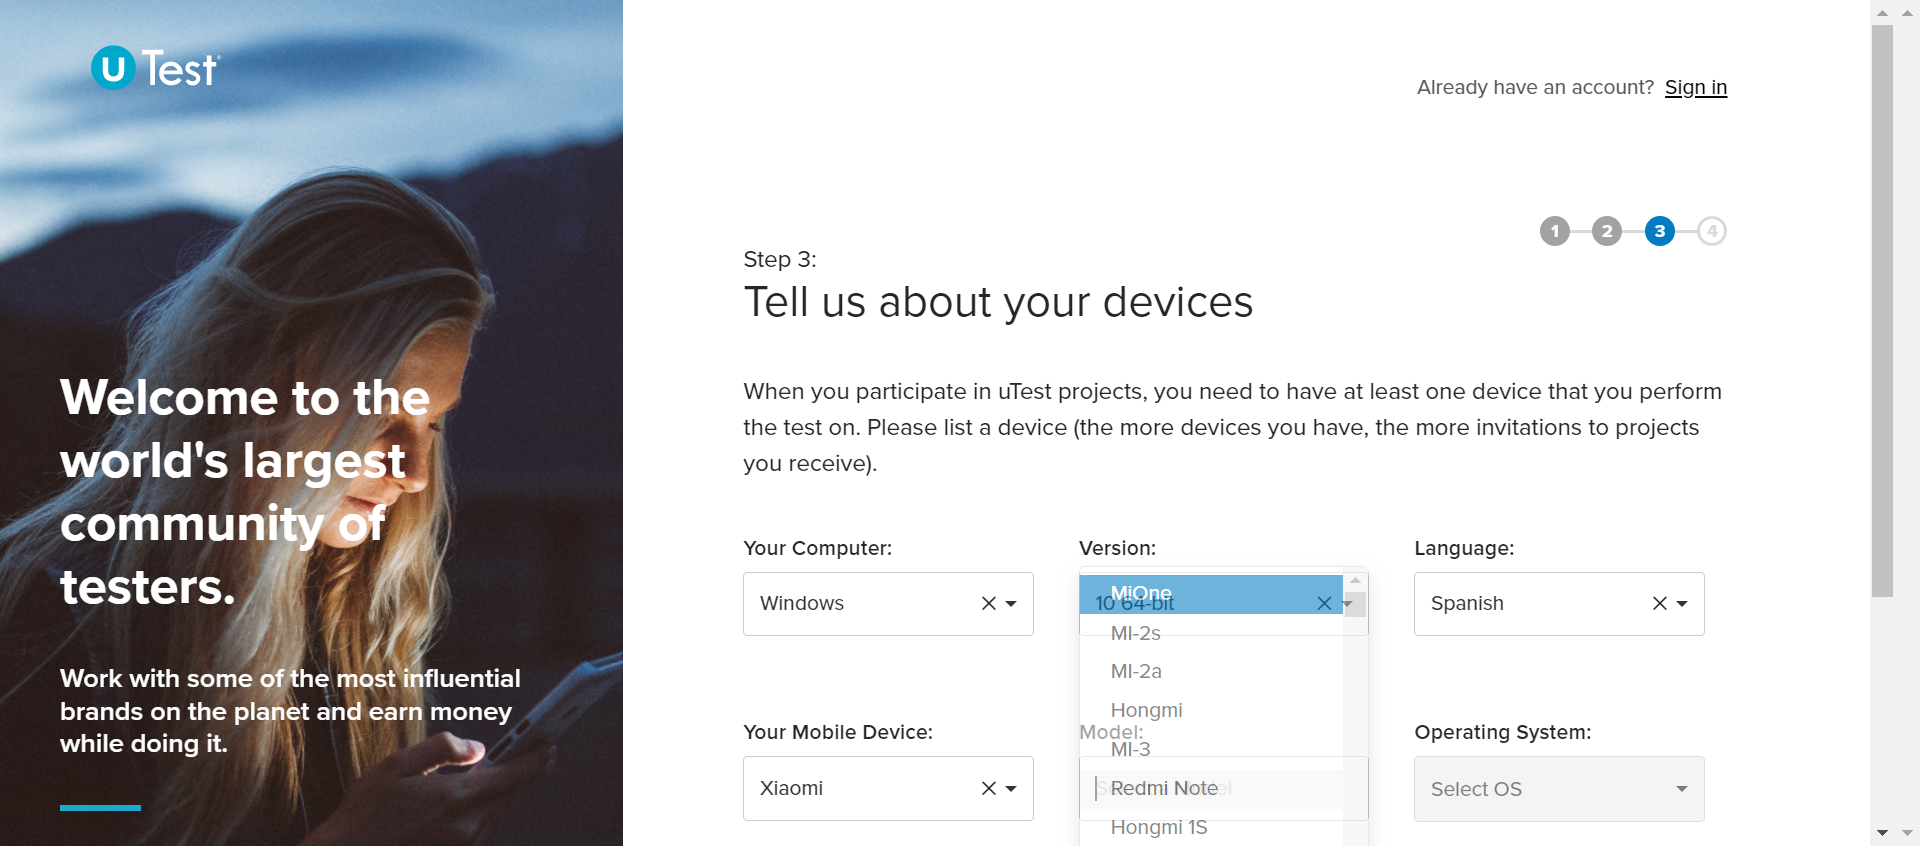 uTest
Already have an account? Sign in
1 2 3 4
Step 3:
Tell us about your devices
Welcome to the
world's largest
community of
testers.
When you participate in uTest projects, you need to have at least one device that you perform
the test on. Please list a device (the more devices you have, the more invitations to projects
you receive).
Work with some of the most influential
brands on the planet and earn money
while doing it.
Your Computer: Version: Language:
Windows 10 64-bit Spanish
MiOne
MI-2s
MI-2a
Hongmi
Your Mobile Device: Model: Operating System:
MI-3
Xiaomi Redmi Note Select OS
Hongmi 1S